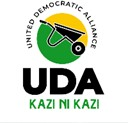 UNITED DEMOCRATIC ALLIANCE
UDA
KAZI NI KAZI